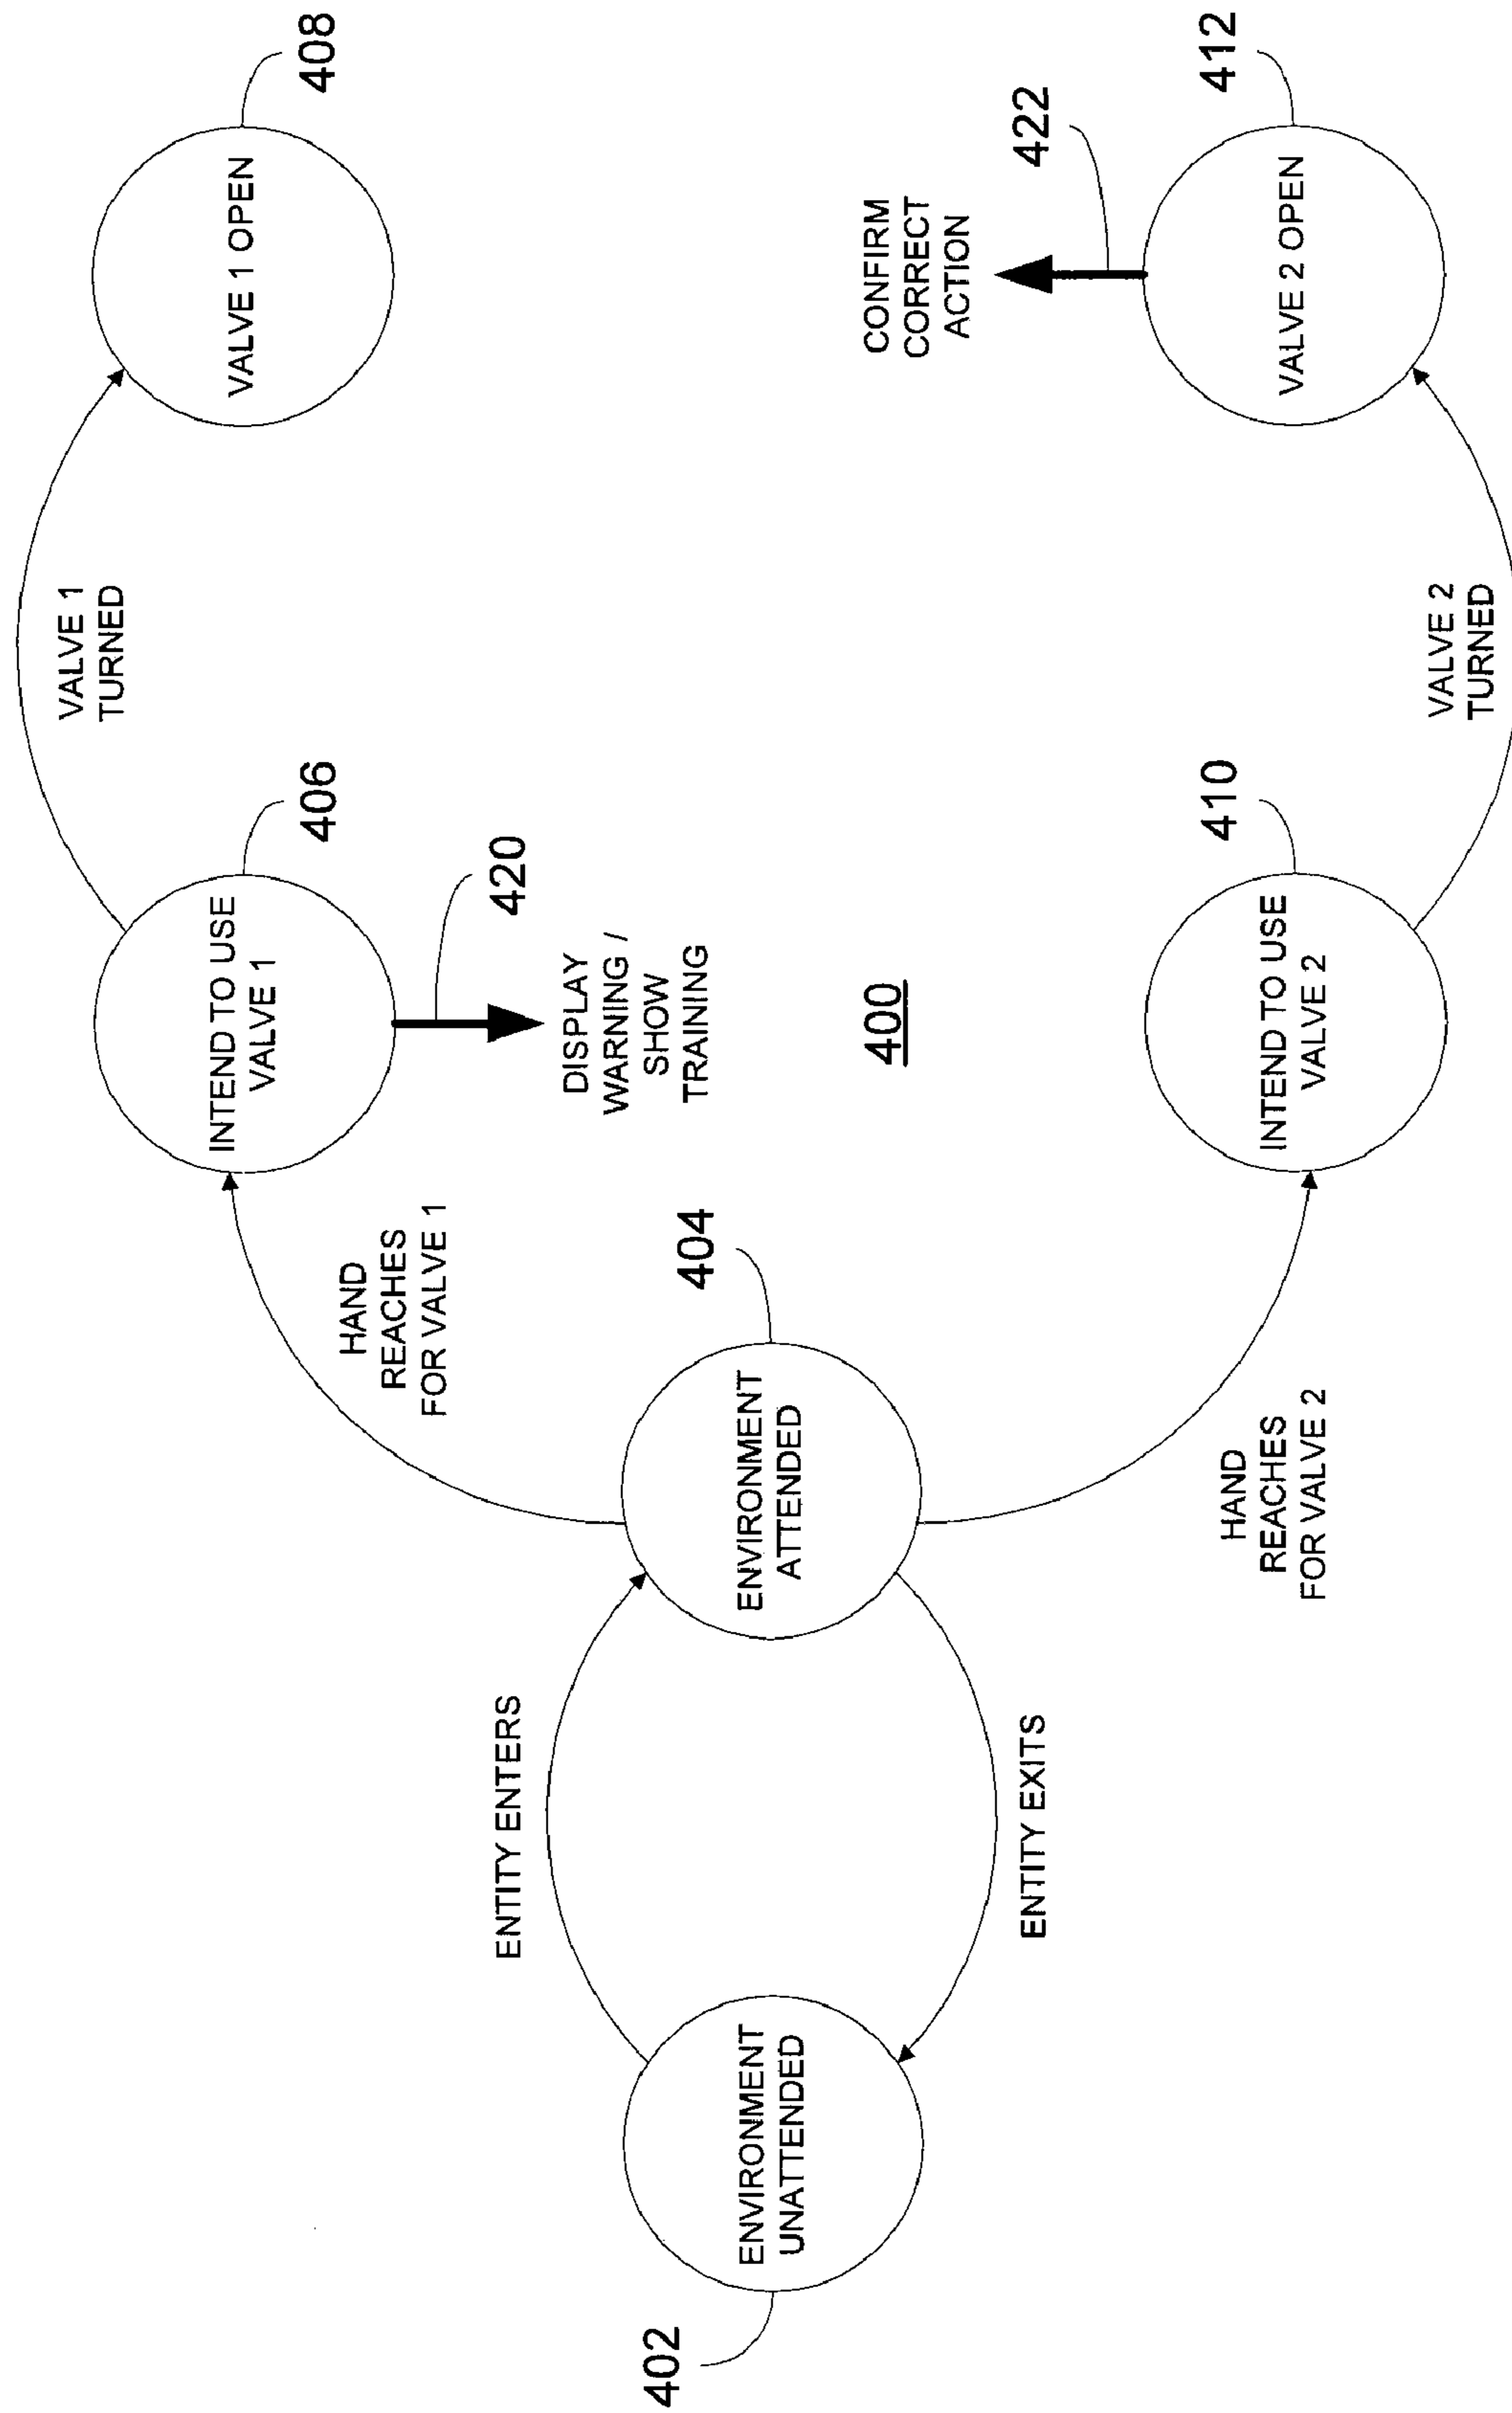 402
ENVIRONMENT
UNATTENDED
ENTITY ENTERS
ENTITY EXITS
404
ENVIRONMENT
ATTENDED
HAND
REACHES
FOR VALVE 1
HAND
REACHES
FOR VALVE 2
406
INTEND TO USE
VALVE 1
420
DISPLAY
WARNING /
SHOW
TRAINING
400
410
INTEND TO USE
VALVE 2
VALVE 1
TURNED
VALVE 2
TURNED
408
VALVE 1 OPEN
CONFIRM
CORRECT
ACTION
422
412
VALVE 2 OPEN